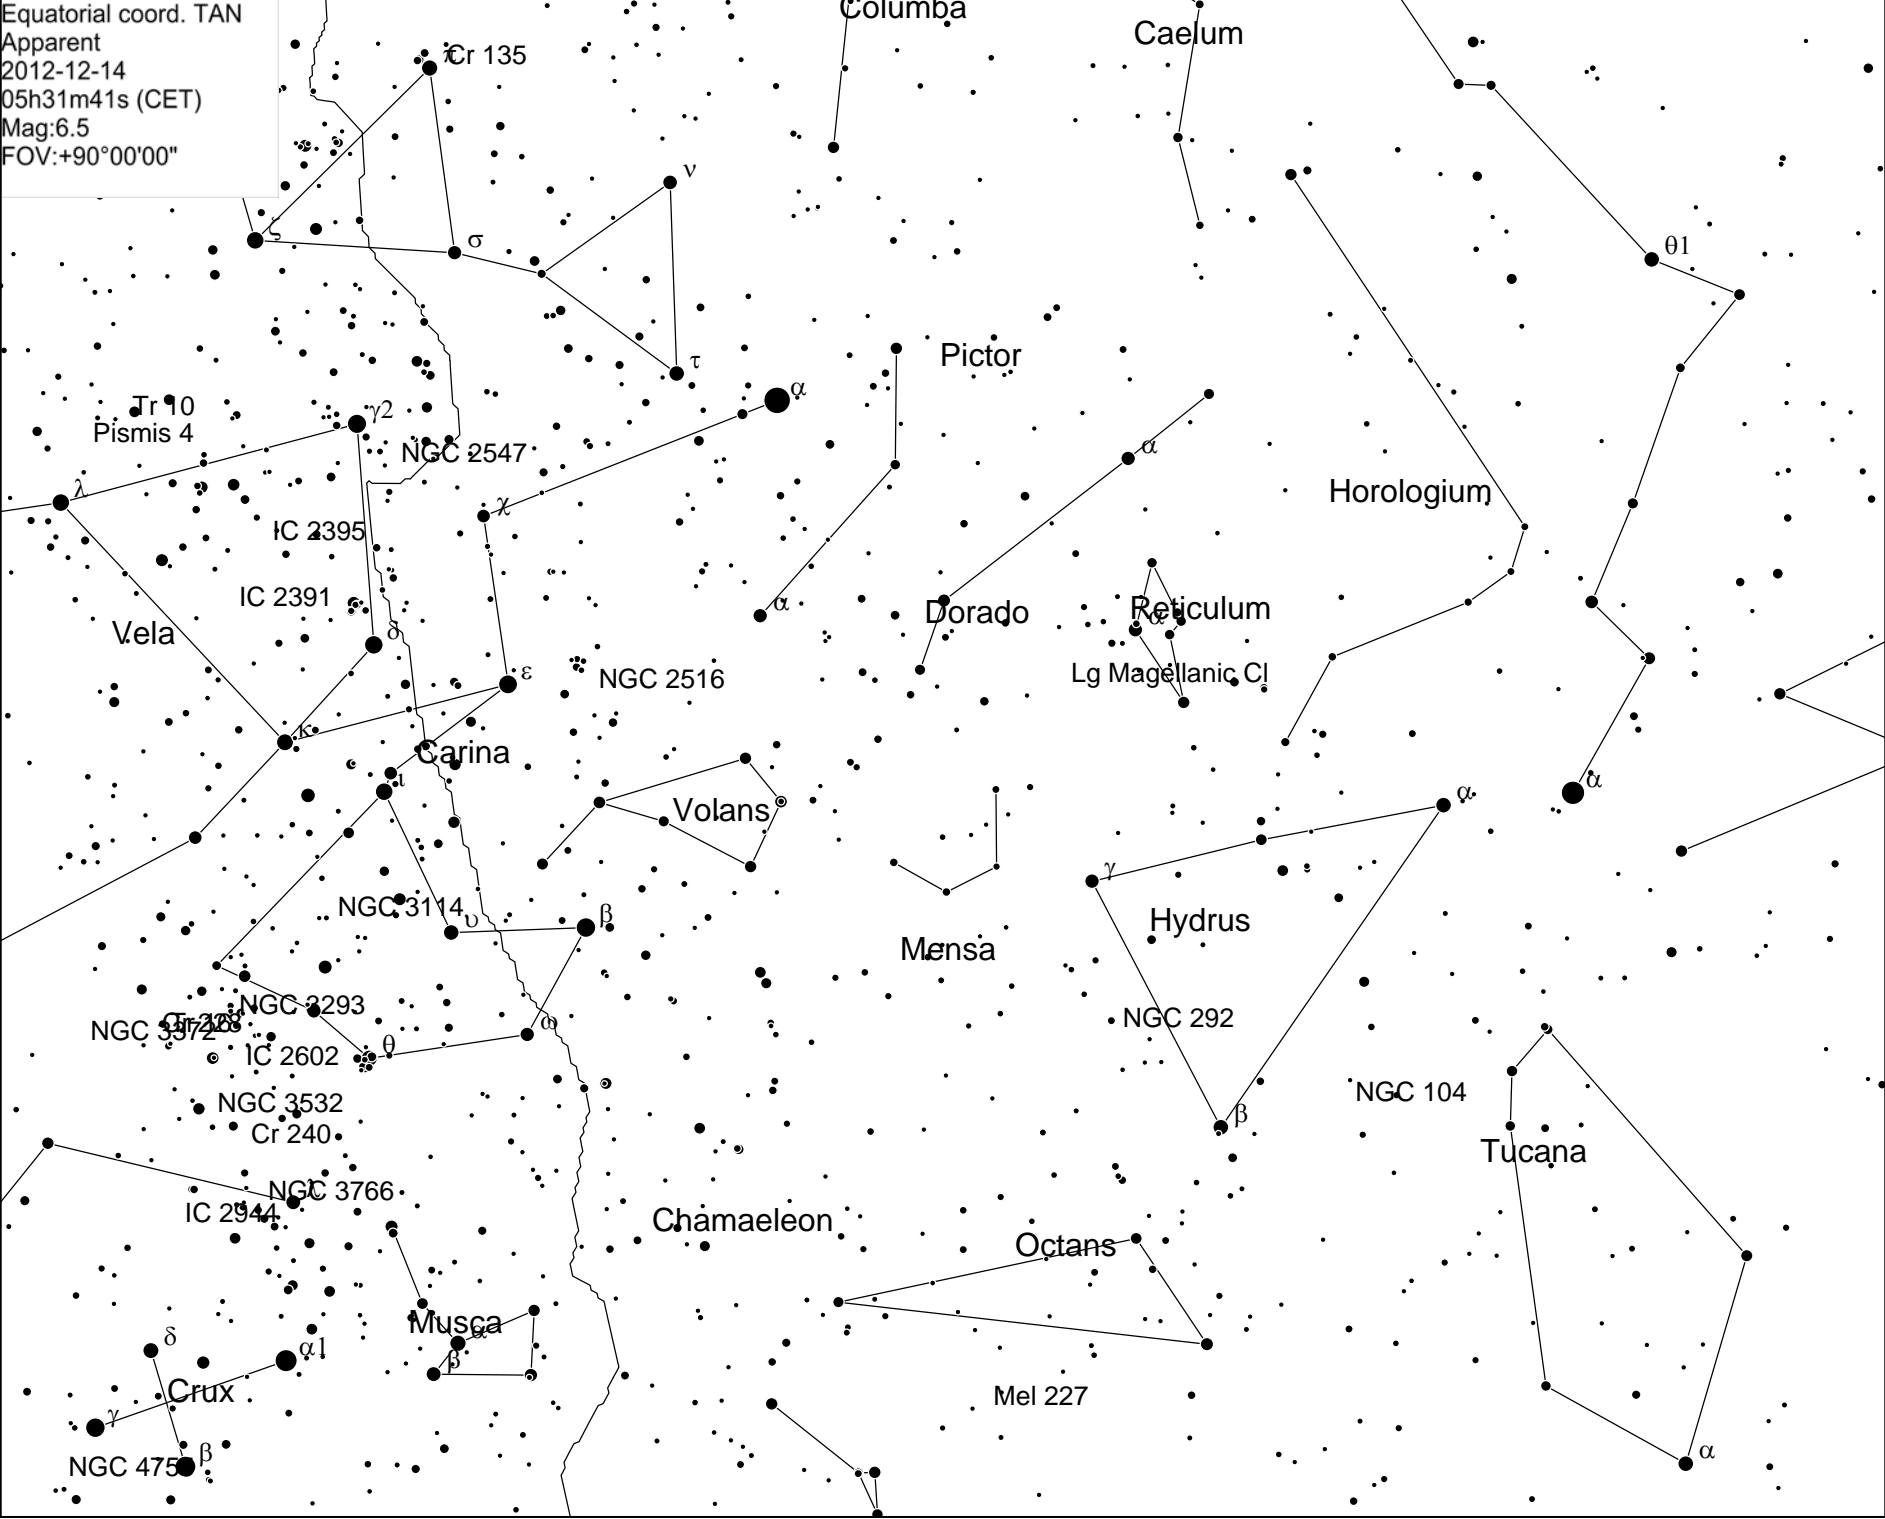 Equatorial coord. TAN
Apparent
2012-12-14
05h31m41s (CET)
Mag:6.5
FOV:+90°00'00"
Columba
Caelum
π
Cr 135
ν
ζ
σ
θ1
τ
Pictor
α
Tr 10
γ2
Pismis 4
NGC 2547
α
λ
χ
Horologium
IC 2395
IC 2391
α
Dorado
Reticulum
α
Vela
δ
ε
NGC 2516
Lg Magellanic Cl
κ
Carina
ι
α
α
Volans
γ
NGC 3114
υ
β
Hydrus
Mensa
NGC 3293
NGC 292
NGC 3372
ω
θ
IC 2602
NGC 3532
NGC 104
β
Cr 240
Tucana
λ
NGC 3766
IC 2944
Chamaeleon
Octans
Musca
α
δ
α1
β
Crux
Mel 227
γ
β
α
NGC 475